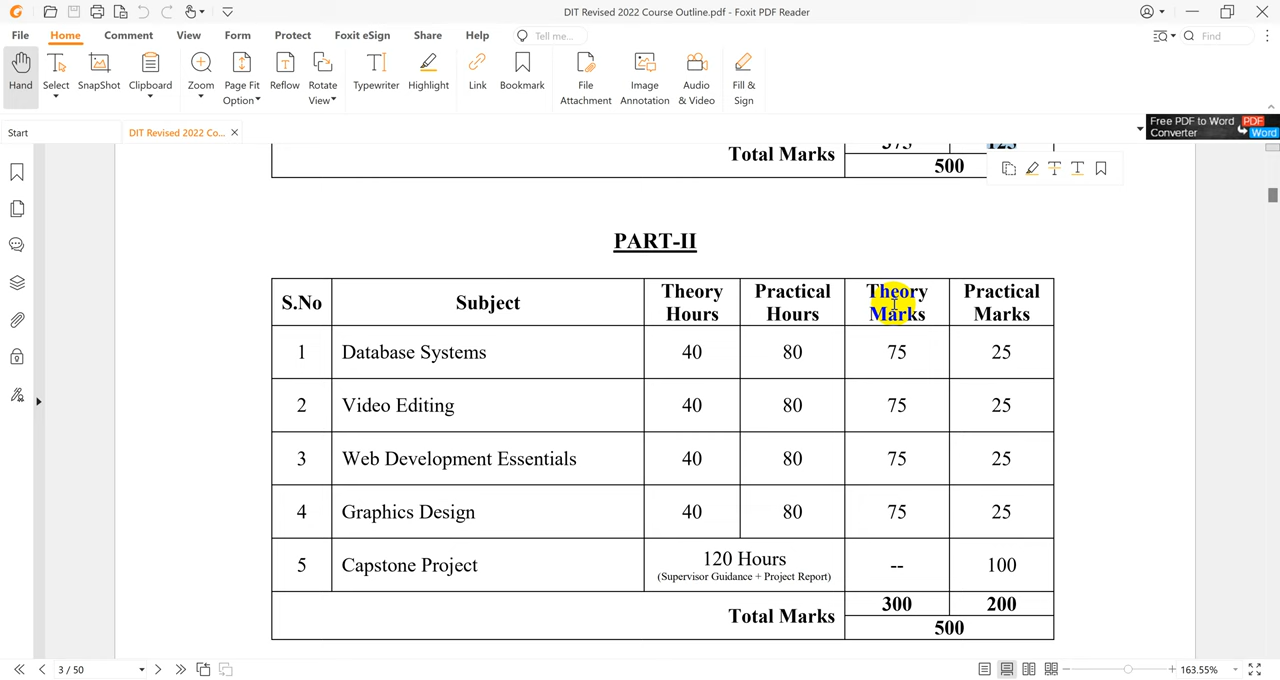 DIT Revised 2022 Course Outline.pdf - Foxit PDF Reader
File Home Comment View Form Protect Foxit eSign Share Help Tell me... Find
Hand Select SnapShot Clipboard Zoom Page Fit Option Reflow Rotate View Typewriter Highlight Link Bookmark File Attachment Image Annotation Audio & Video Fill & Sign
Start DIT Revised 2022 Co... Free PDF to Word Converter PDF Word
375 125
Total Marks 500
PART-II
S.No Subject Theory Hours Practical Hours Theory Marks Practical Marks
1 Database Systems 40 80 75 25
2 Video Editing 40 80 75 25
3 Web Development Essentials 40 80 75 25
4 Graphics Design 40 80 75 25
5 Capstone Project 120 Hours (Supervisor Guidance + Project Report) -- 100
Total Marks 300 200
500
3 / 50 163.55%